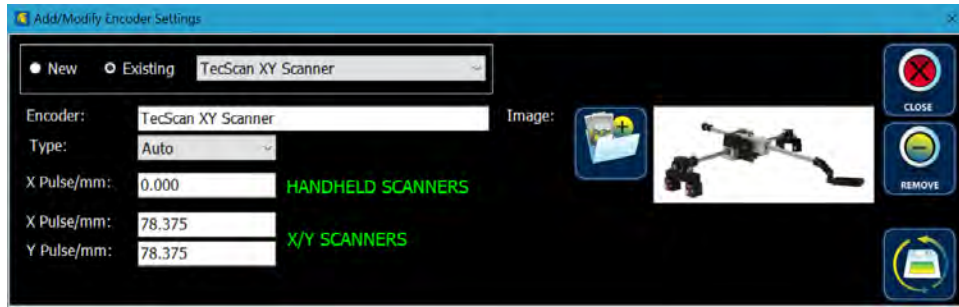 Add/Modify Encoder Settings
New Existing TecScan XY Scanner
CLOSE
Encoder: TecScan XY Scanner
Image:
Type: Auto
REMOVE
X Pulse/mm: 0.000 HANDHELD SCANNERS
X Pulse/mm: 78.375
X/Y SCANNERS
Y Pulse/mm: 78.375